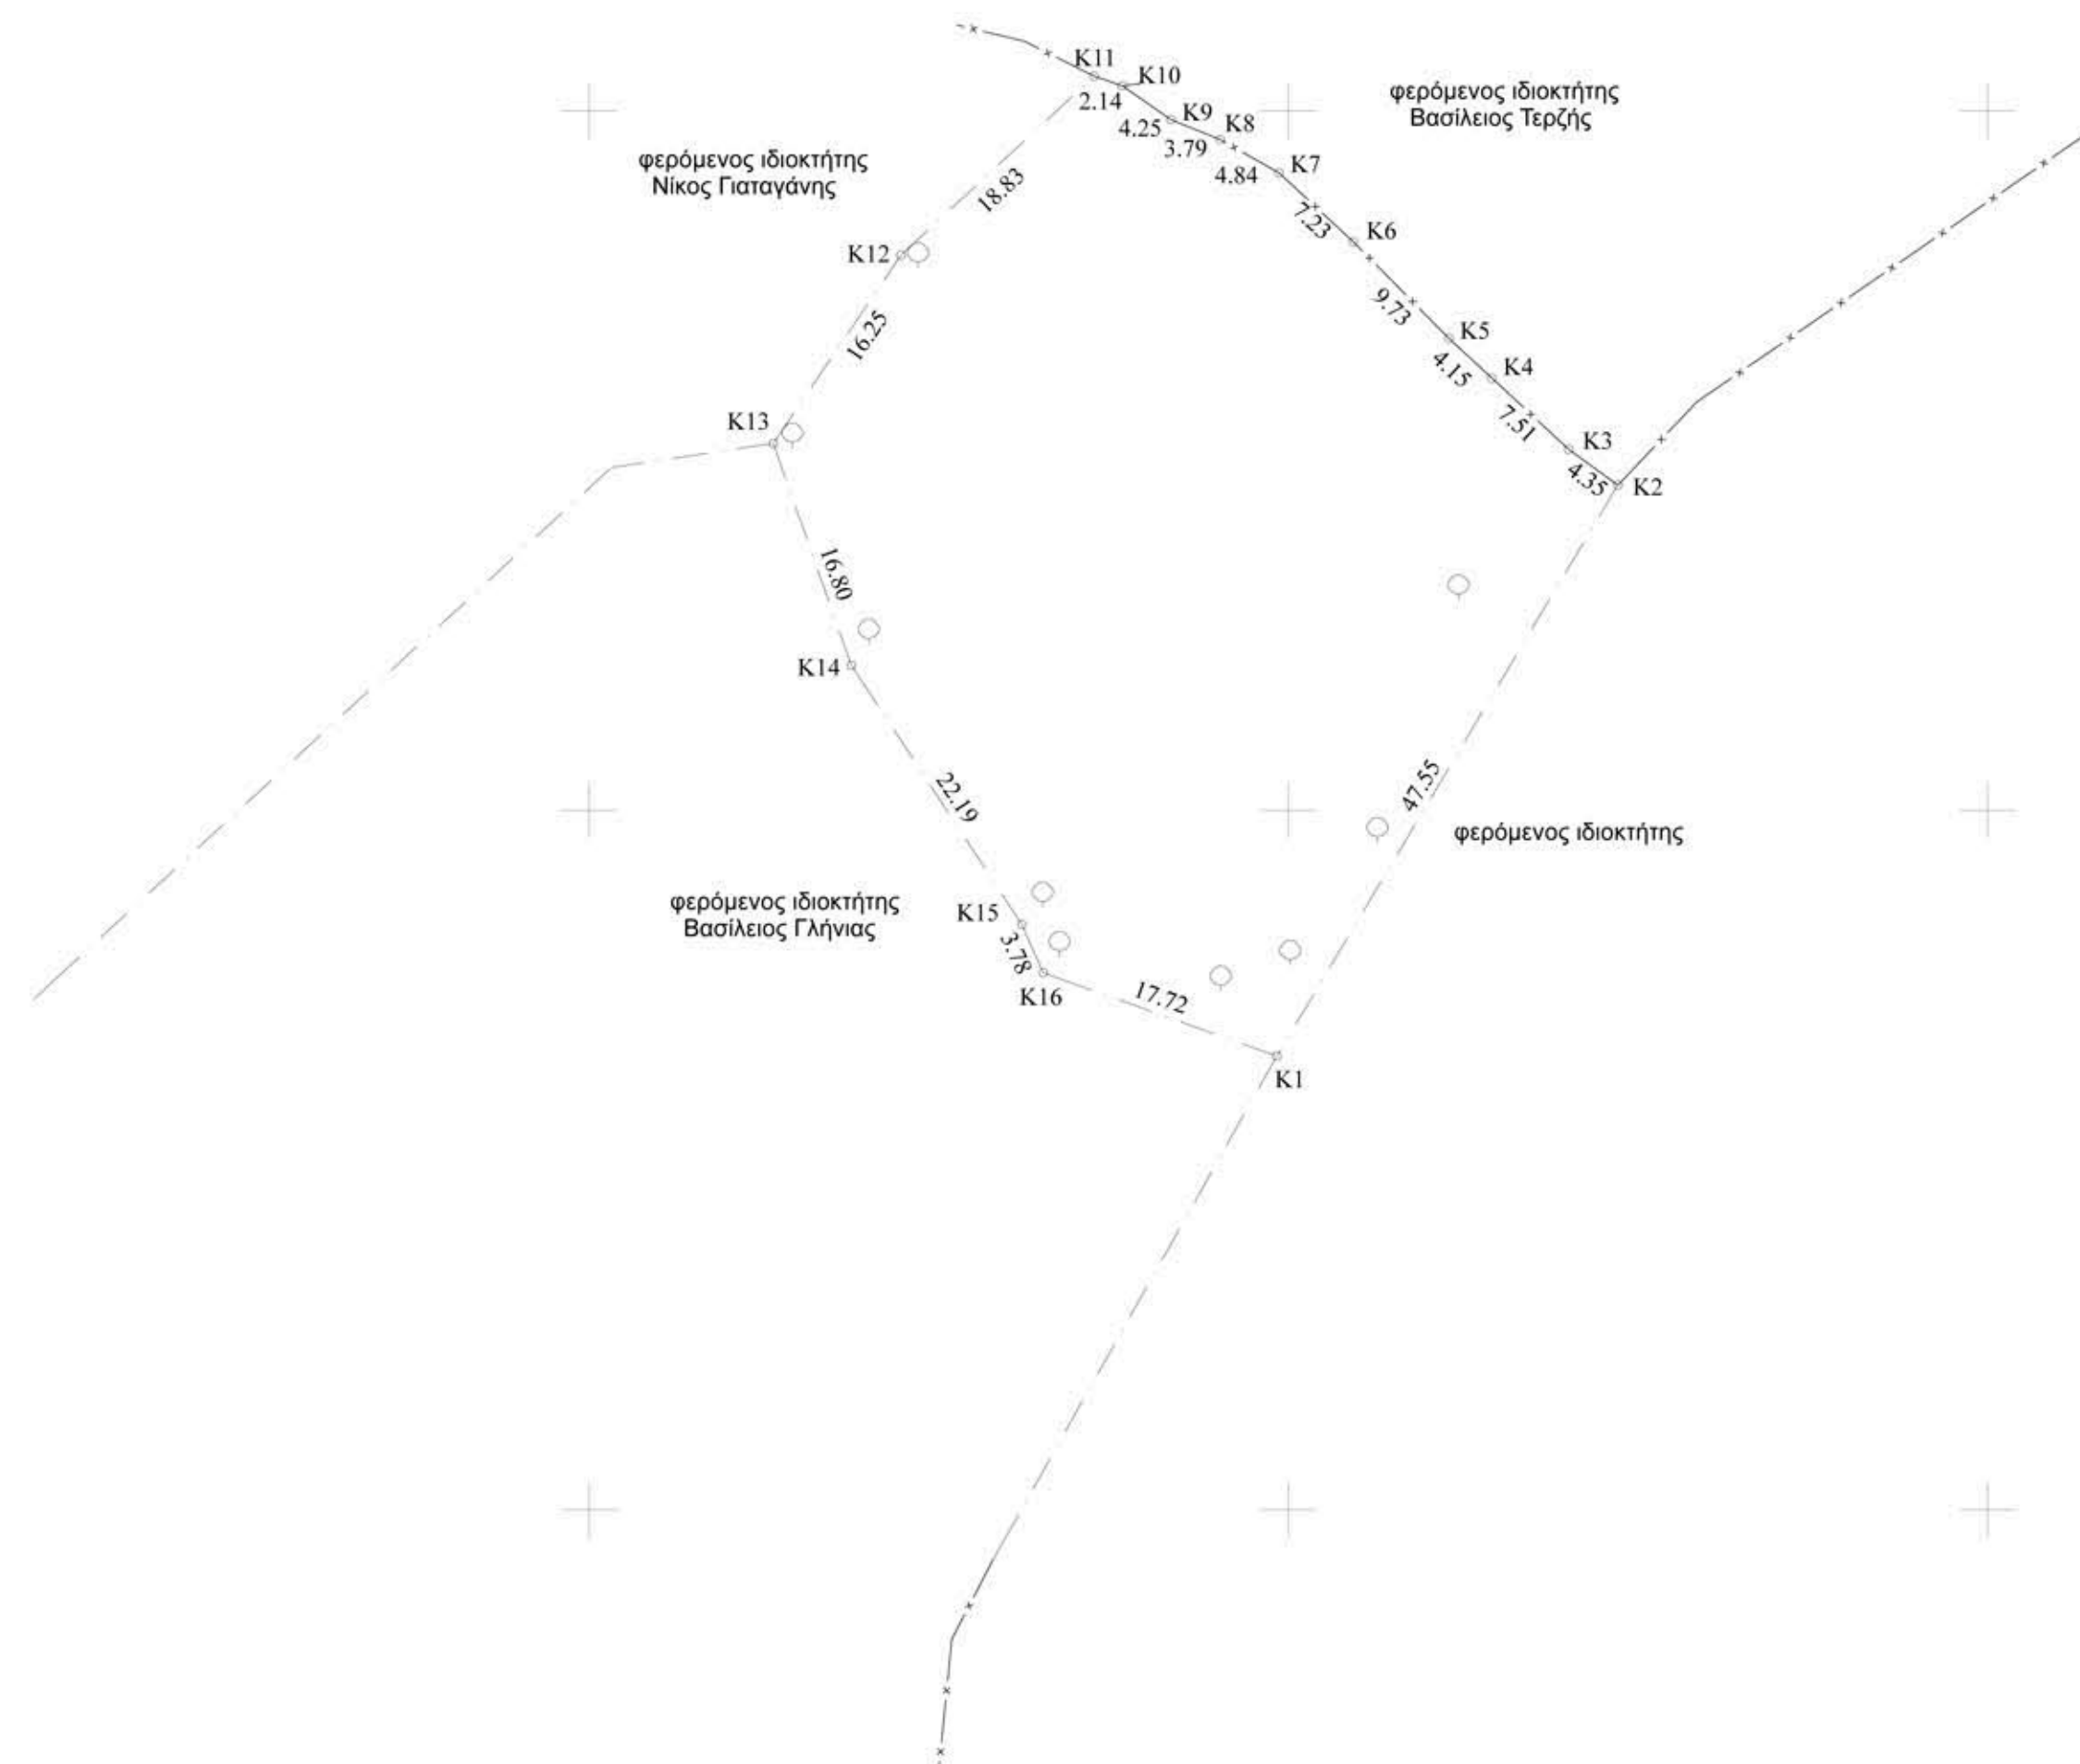 K11
K10
2.14
K9
4.25
K8
3.79
K7
4.84
φερόμενος ιδιοκτήτης
Βασίλειος Τερζής
φερόμενος ιδιοκτήτης
Νίκος Γιαταγάνης
18.83
7.23
K6
K12
9.73
16.25
K5
4.15
K4
7.51
K13
K3
4.35
K2
16.80
K14
22.19
47.55
φερόμενος ιδιοκτήτης
φερόμενος ιδιοκτήτης
Βασίλειος Γλήνιας
K15
3.78
K16
17.72
K1